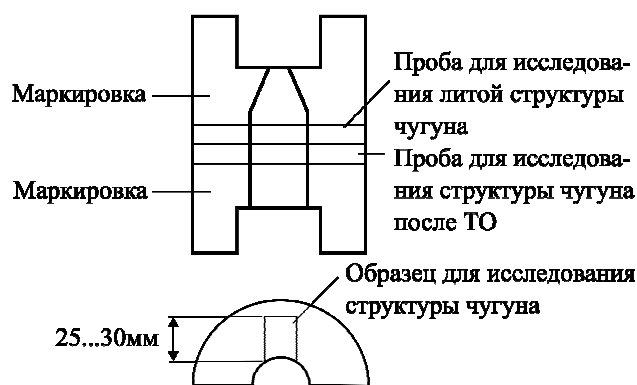 Маркировка
Проба для исследова-
ния литой структуры
чугуна
Маркировка
Проба для исследова-
ния структуры чугуна
после ТО
Образец для исследования
структуры чугуна
25...30мм